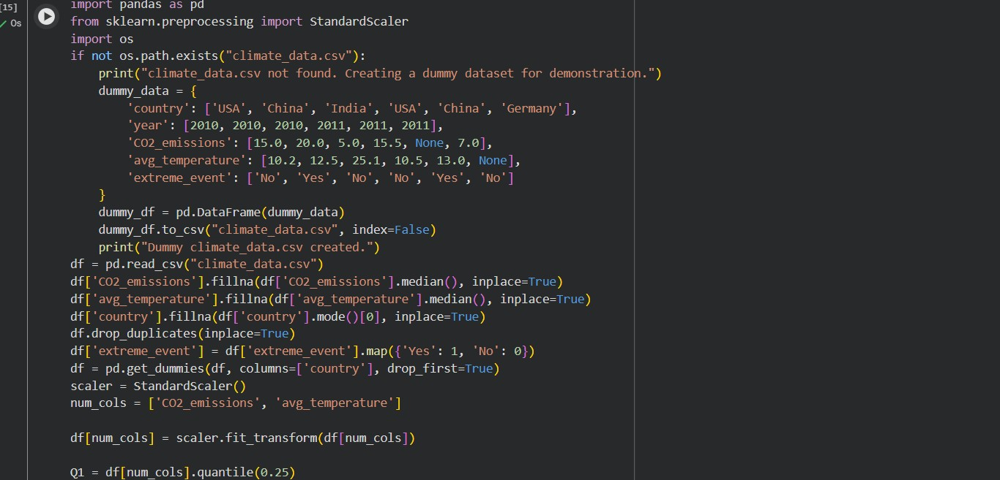 [15]
0s
import pandas as pd
from sklearn.preprocessing import StandardScaler
import os
if not os.path.exists("climate_data.csv"):
    print("climate_data.csv not found. Creating a dummy dataset for demonstration.")
    dummy_data = {
        'country': ['USA', 'China', 'India', 'USA', 'China', 'Germany'],
        'year': [2010, 2010, 2010, 2011, 2011, 2011],
        'CO2_emissions': [15.0, 20.0, 5.0, 15.5, None, 7.0],
        'avg_temperature': [10.2, 12.5, 25.1, 10.5, 13.0, None],
        'extreme_event': ['No', 'Yes', 'No', 'No', 'Yes', 'No']
    }
    dummy_df = pd.DataFrame(dummy_data)
    dummy_df.to_csv("climate_data.csv", index=False)
    print("Dummy climate_data.csv created.")
df = pd.read_csv("climate_data.csv")
df['CO2_emissions'].fillna(df['CO2_emissions'].median(), inplace=True)
df['avg_temperature'].fillna(df['avg_temperature'].median(), inplace=True)
df['country'].fillna(df['country'].mode()[0], inplace=True)
df.drop_duplicates(inplace=True)
df['extreme_event'] = df['extreme_event'].map({'Yes': 1, 'No': 0})
df = pd.get_dummies(df, columns=['country'], drop_first=True)
scaler = StandardScaler()
num_cols = ['CO2_emissions', 'avg_temperature']
df[num_cols] = scaler.fit_transform(df[num_cols])
Q1 = df[num_cols].quantile(0.25)